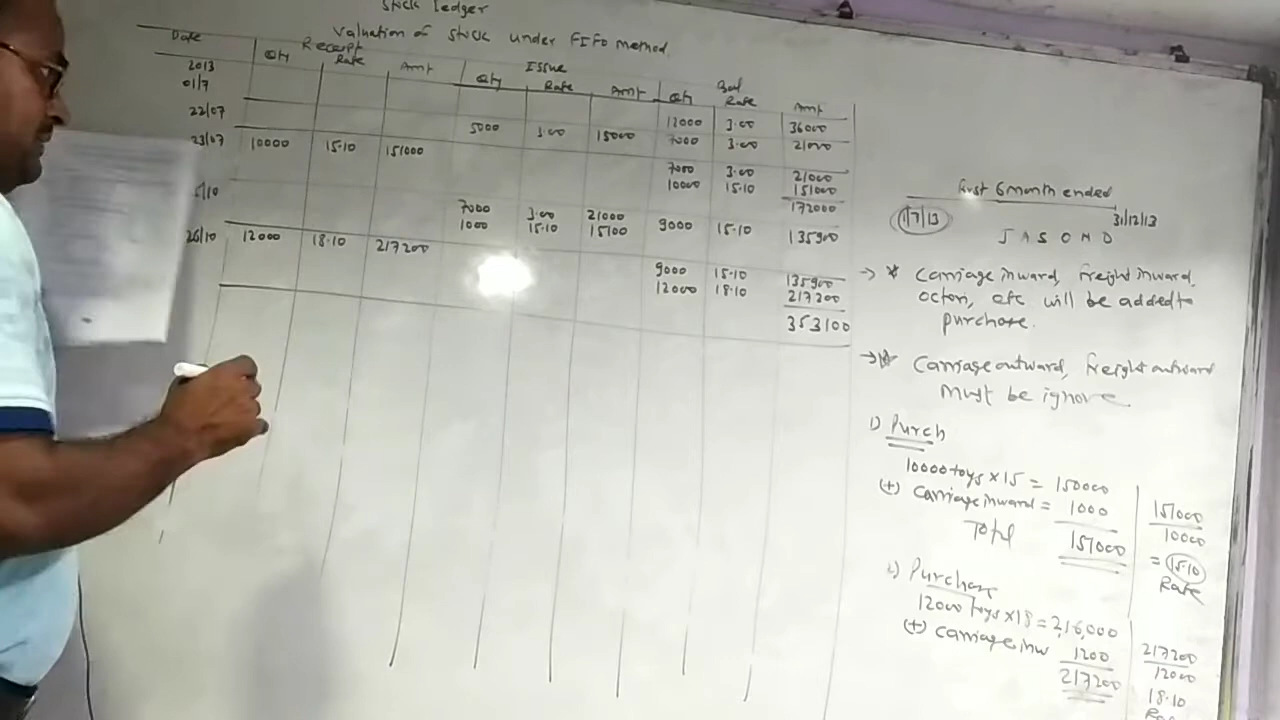 Stock Ledger
Valuation of Stock under FIFO method.
Date Receipt Issue Bal
Qty Rate Amt Qty Rate Amt Qty Rate Amt
2013
01/7 12000 3.00 36000
22/07 5000 3.00 15000 7000 3.00 21000
23/07 10000 15.10 151000 7000 3.00 21000
10000 15.10 151000
172000
/10 7000 3.00 21000
1000 15.10 15100 9000 15.10 135900
26/10 12000 18.10 217200 9000 15.10 135900
12000 18.10 217200
353100
first 6 month ended
1/7/13 31/12/13
J A S O N D
→ * Carriage inward, freight inward,
octori, etc will be added to
purchase.
→ * Carriage outward, freight outward
must be ignore.
1) Purch
10000 toys × 15 = 150000
(+) Carriage inward = 1000
Total 151000
151000
10000
= 15.10
Rate
2) Purchase
12000 toys × 18 = 216,000
(+) Carriage inw 1200
217200
217200
12000
18.10